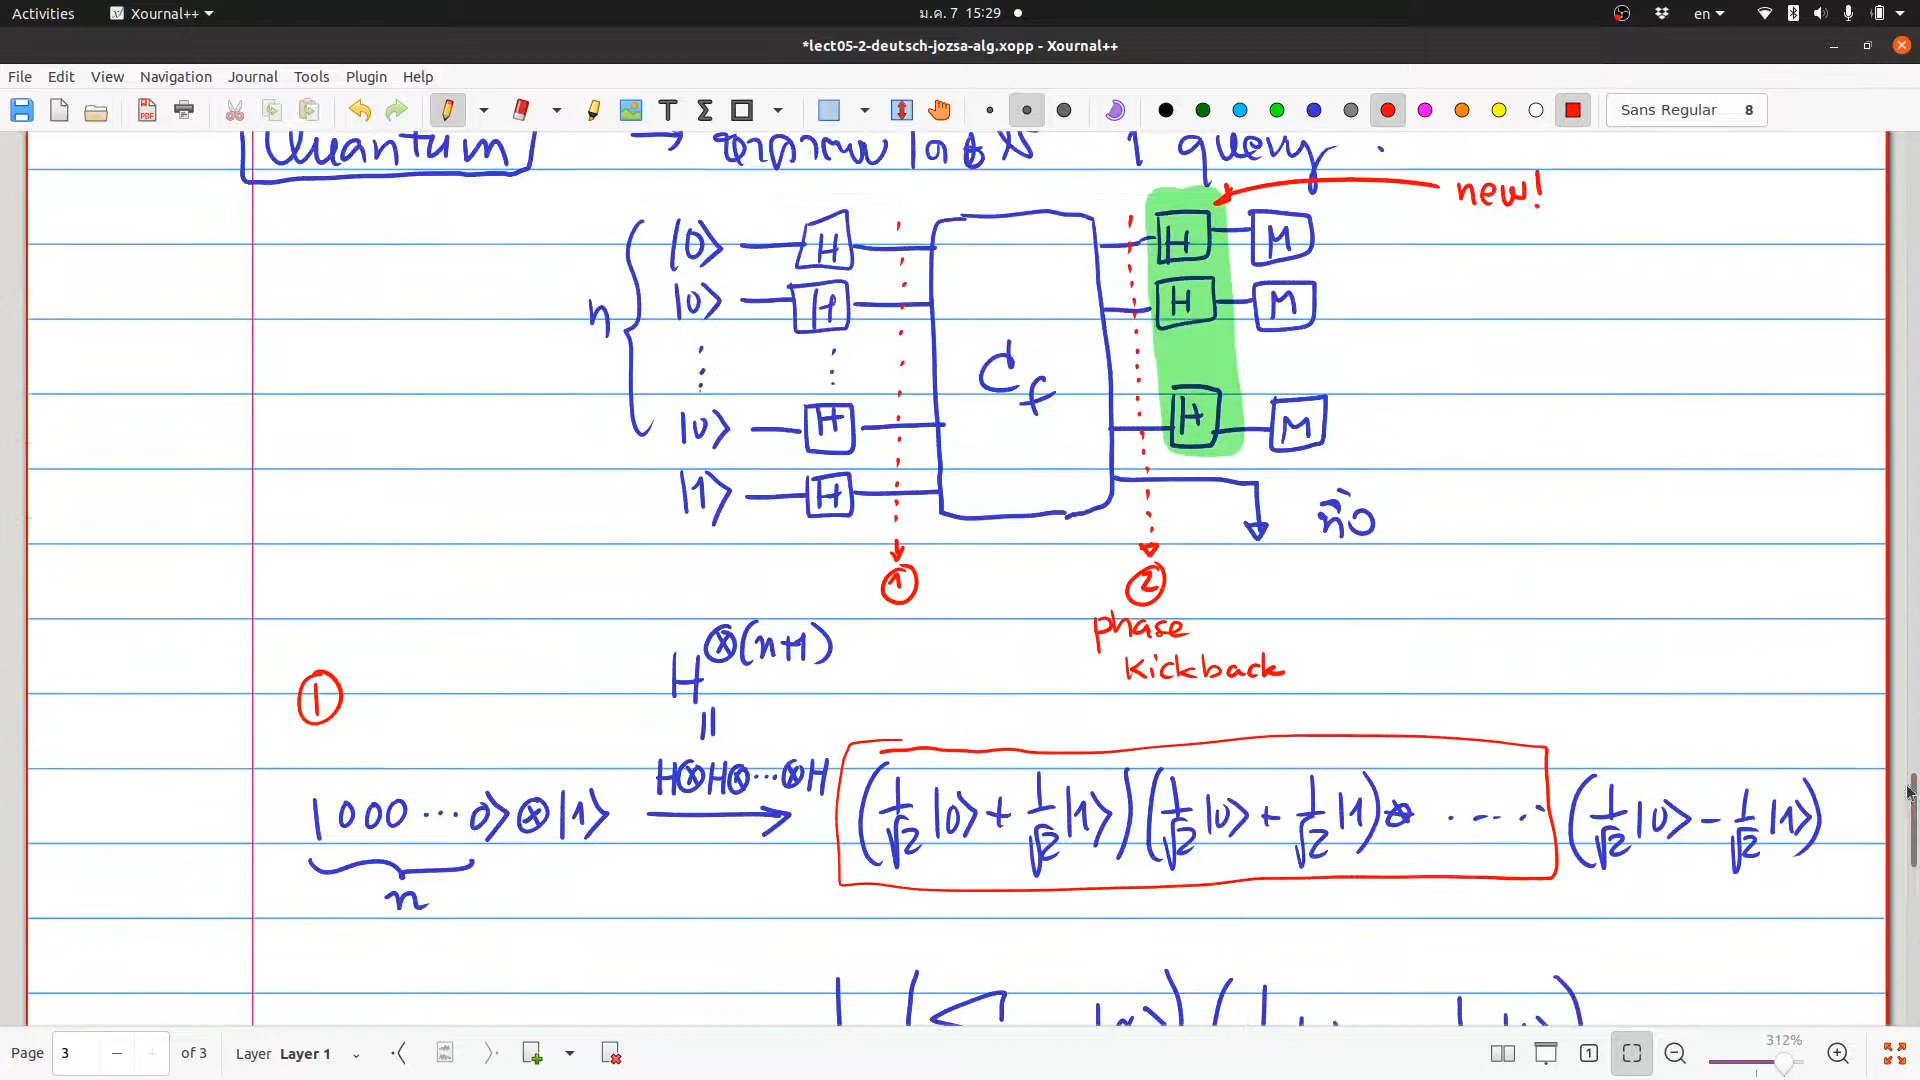 Activities Xournal++ ม.ค. 7 15:29 en
*lect05-2-deutsch-jozsa-alg.xopp - Xournal++
File Edit View Navigation Journal Tools Plugin Help
Sans Regular 8
Quantum → 1 query.
new!
|0⟩ H H M
|0⟩ H H M
n
⋮ ⋮
C_f
|0⟩ H H M
|1⟩ H
① ②
phase
kickback
H^{⊗(n+1)}
①
=
H⊗H⊗···⊗H
|000···0⟩⊗|1⟩ → (1/√2 |0⟩ + 1/√2 |1⟩)(1/√2 |0⟩ + 1/√2 |1⟩ ····· (1/√2 |0⟩ - 1/√2 |1⟩)
n
Page 3 of 3 Layer Layer 1 1 312%